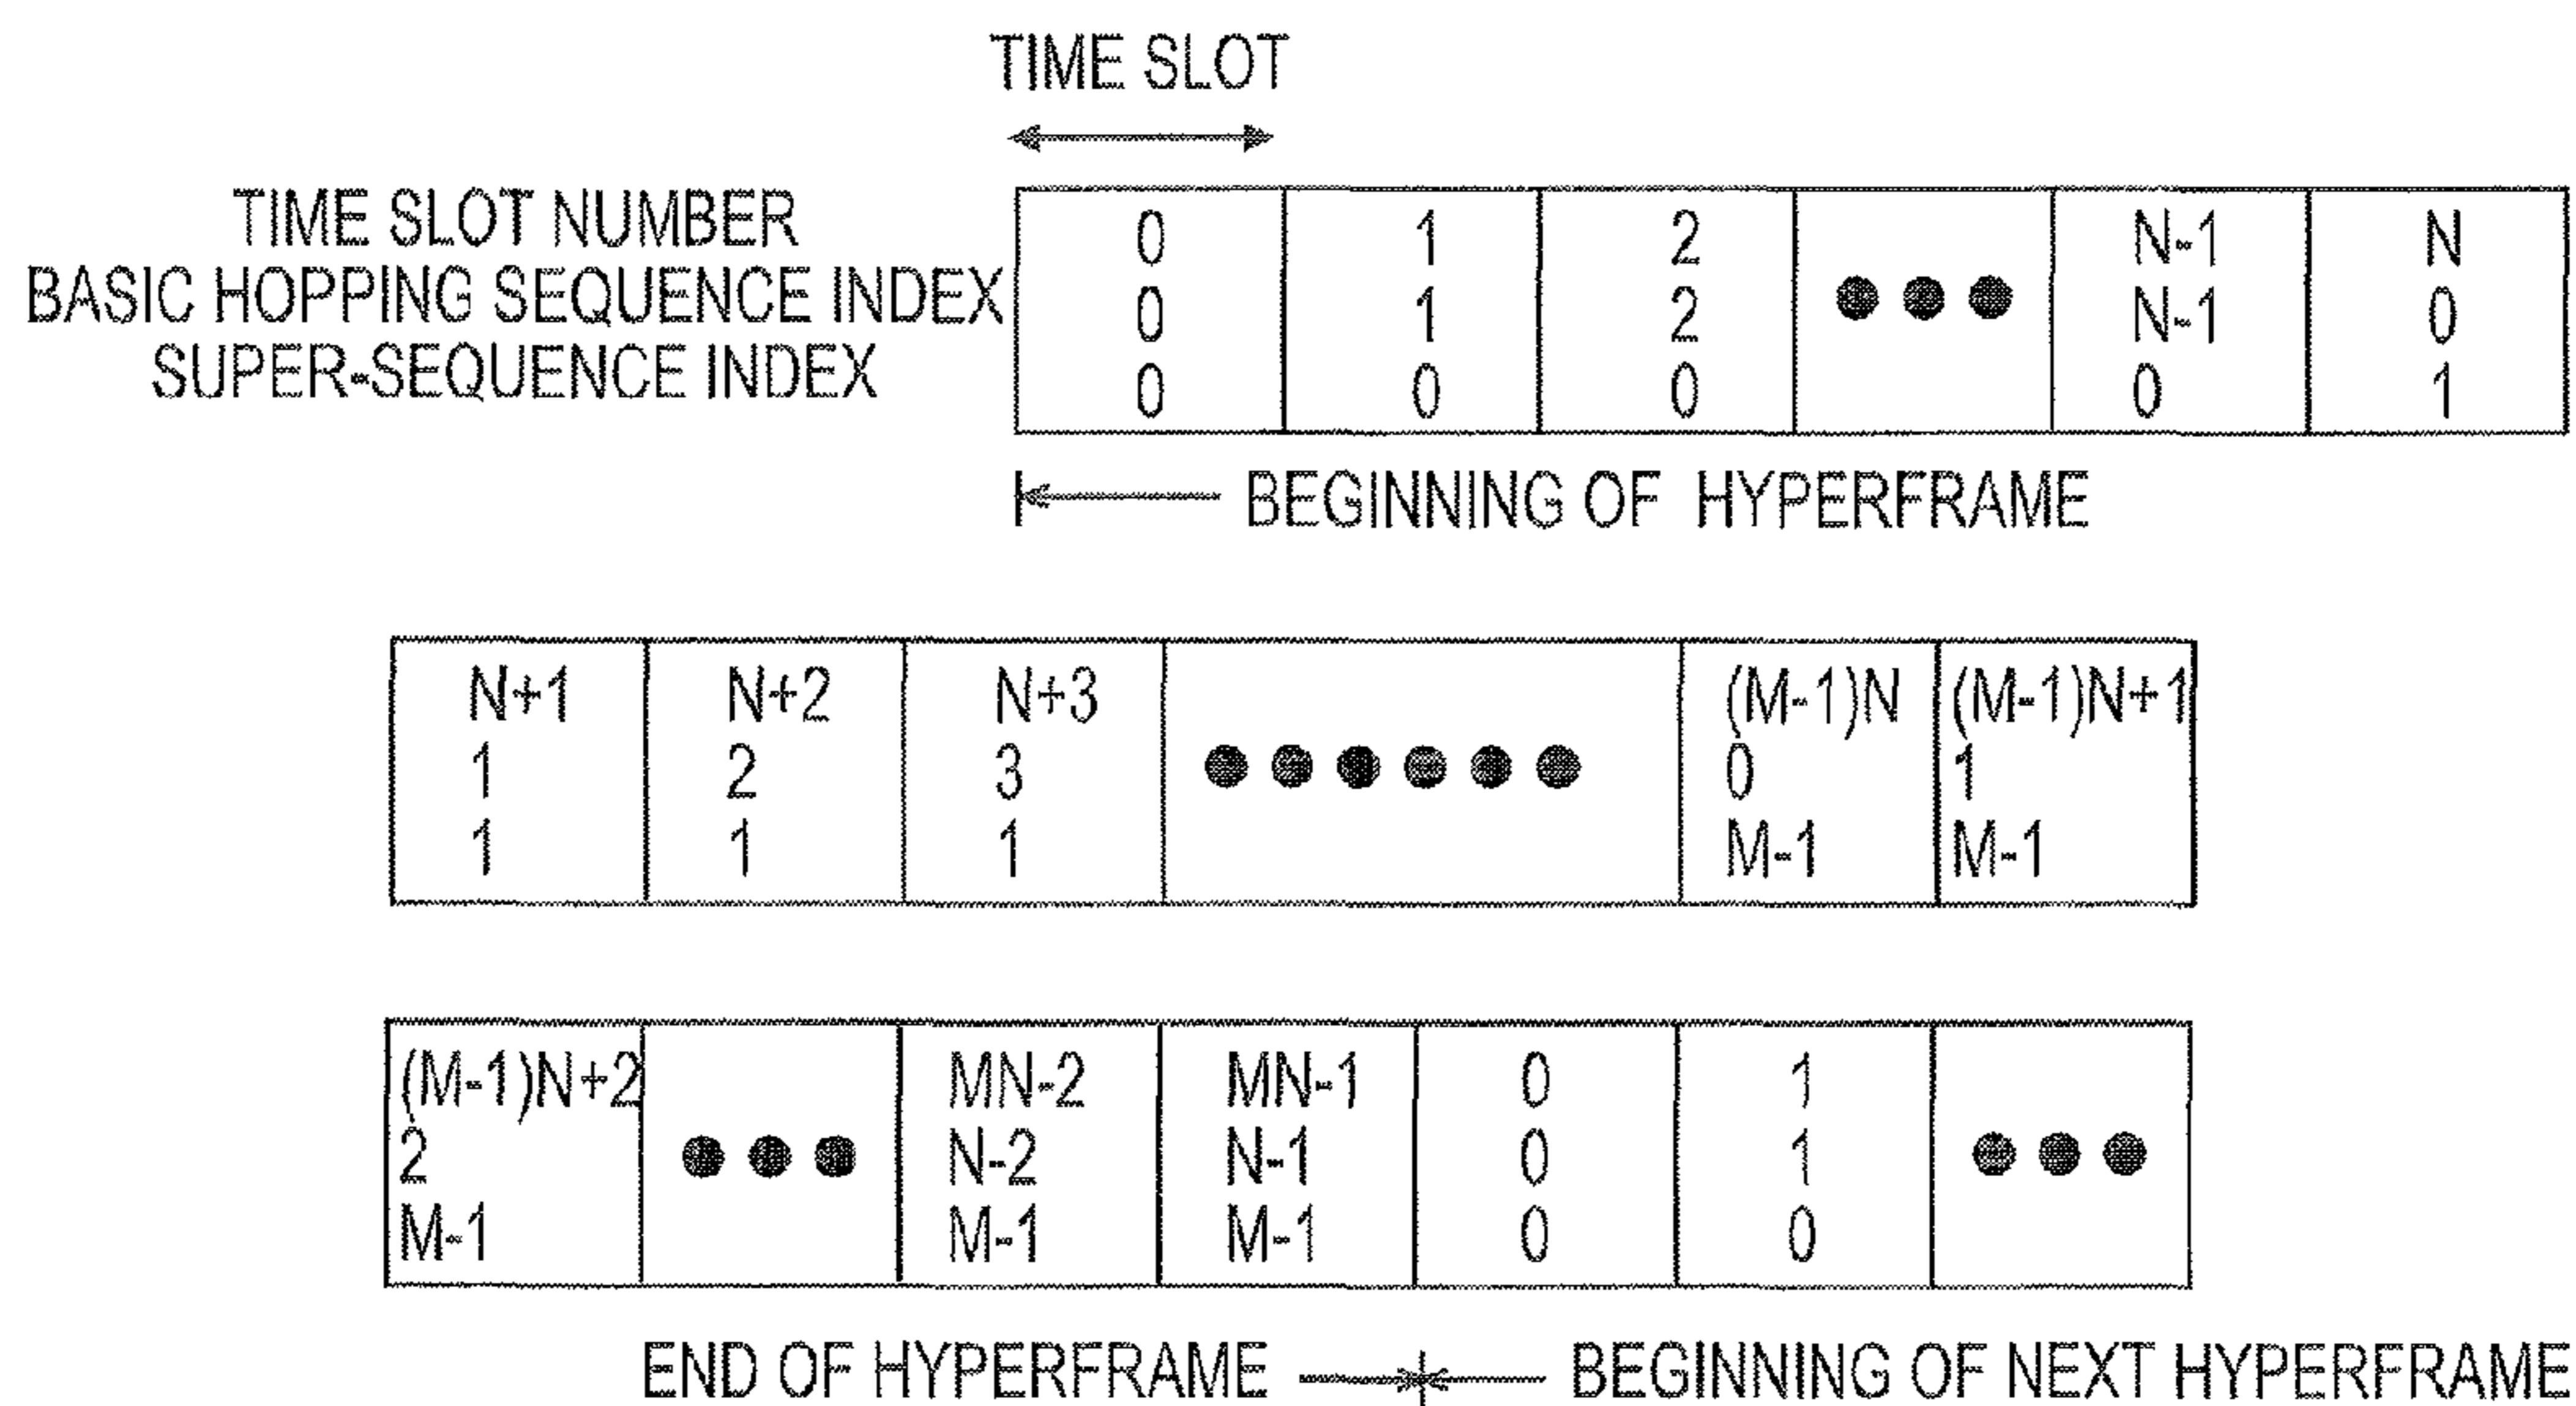 TIME SLOT
TIME SLOT NUMBER 0 1 2 N-1 N
BASIC HOPPING SEQUENCE INDEX 0 1 2 N-1 0
SUPER-SEQUENCE INDEX 0 0 0 0 1
BEGINNING OF HYPERFRAME
N+1 N+2 N+3 (M-1)N (M-1)N+1
1 2 3 0 1
1 1 1 M-1 M-1
(M-1)N+2 MN-2 MN-1 0 1
2 N-2 N-1 0 1
M-1 M-1 M-1 0 0
END OF HYPERFRAME BEGINNING OF NEXT HYPERFRAME